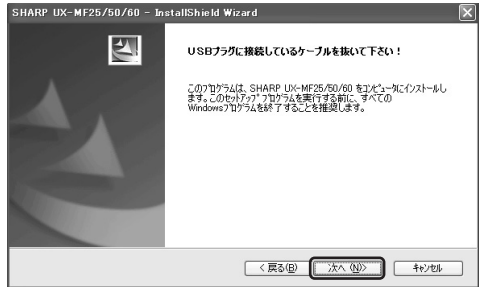 SHARP UX-MF25/50/60 - InstallShield Wizard
USBプラグに接続しているケーブルを抜いて下さい！
このプログラムは、SHARP UX-MF25/50/60 をコンピュータにインストールし
ます。このセットアップ プログラムを実行する前に、すべての
Windowsプログラムを終了することを推奨します。
< 戻る(B)
次へ (N)>
キャンセル